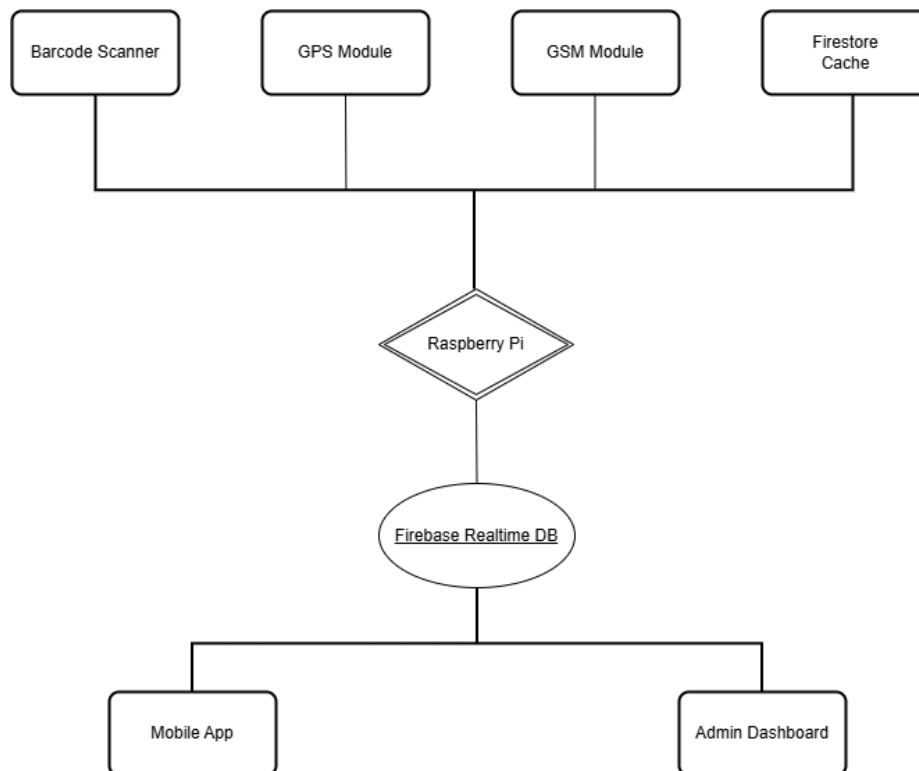 Barcode Scanner
GPS Module
GSM Module
Firestore
Cache
Raspberry Pi
Firebase Realtime DB
Mobile App
Admin Dashboard